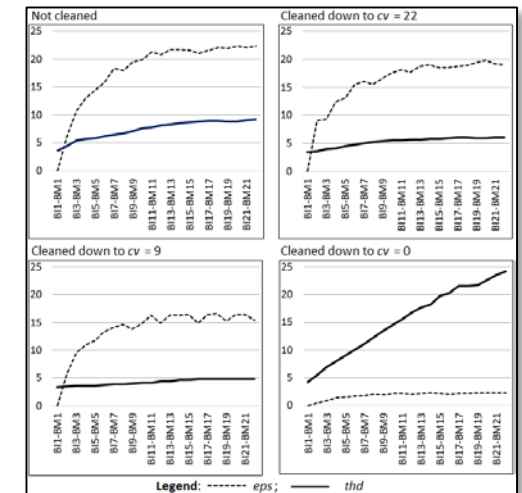 Not cleaned
25
20
15
10
5
0
BI1-BM1
BI3-BM3
BI5-BM5
BI7-BM7
BI9-BM9
BI11-BM11
BI13-BM13
BI15-BM15
BI17-BM17
BI19-BM19
BI21-BM21
Cleaned down to cv = 22
25
20
15
10
5
0
BI1-BM1
BI3-BM3
BI5-BM5
BI7-BM7
BI9-BM9
BI11-BM11
BI13-BM13
BI15-BM15
BI17-BM17
BI19-BM19
BI21-BM21
Cleaned down to cv = 9
25
20
15
10
5
0
BI1-BM1
BI3-BM3
BI5-BM5
BI7-BM7
BI9-BM9
BI11-BM11
BI13-BM13
BI15-BM15
BI17-BM17
BI19-BM19
BI21-BM21
Cleaned down to cv = 0
25
20
15
10
5
0
BI1-BM1
BI3-BM3
BI5-BM5
BI7-BM7
BI9-BM9
BI11-BM11
BI13-BM13
BI15-BM15
BI17-BM17
BI19-BM19
BI21-BM21
Legend: ------ eps ; —— thd